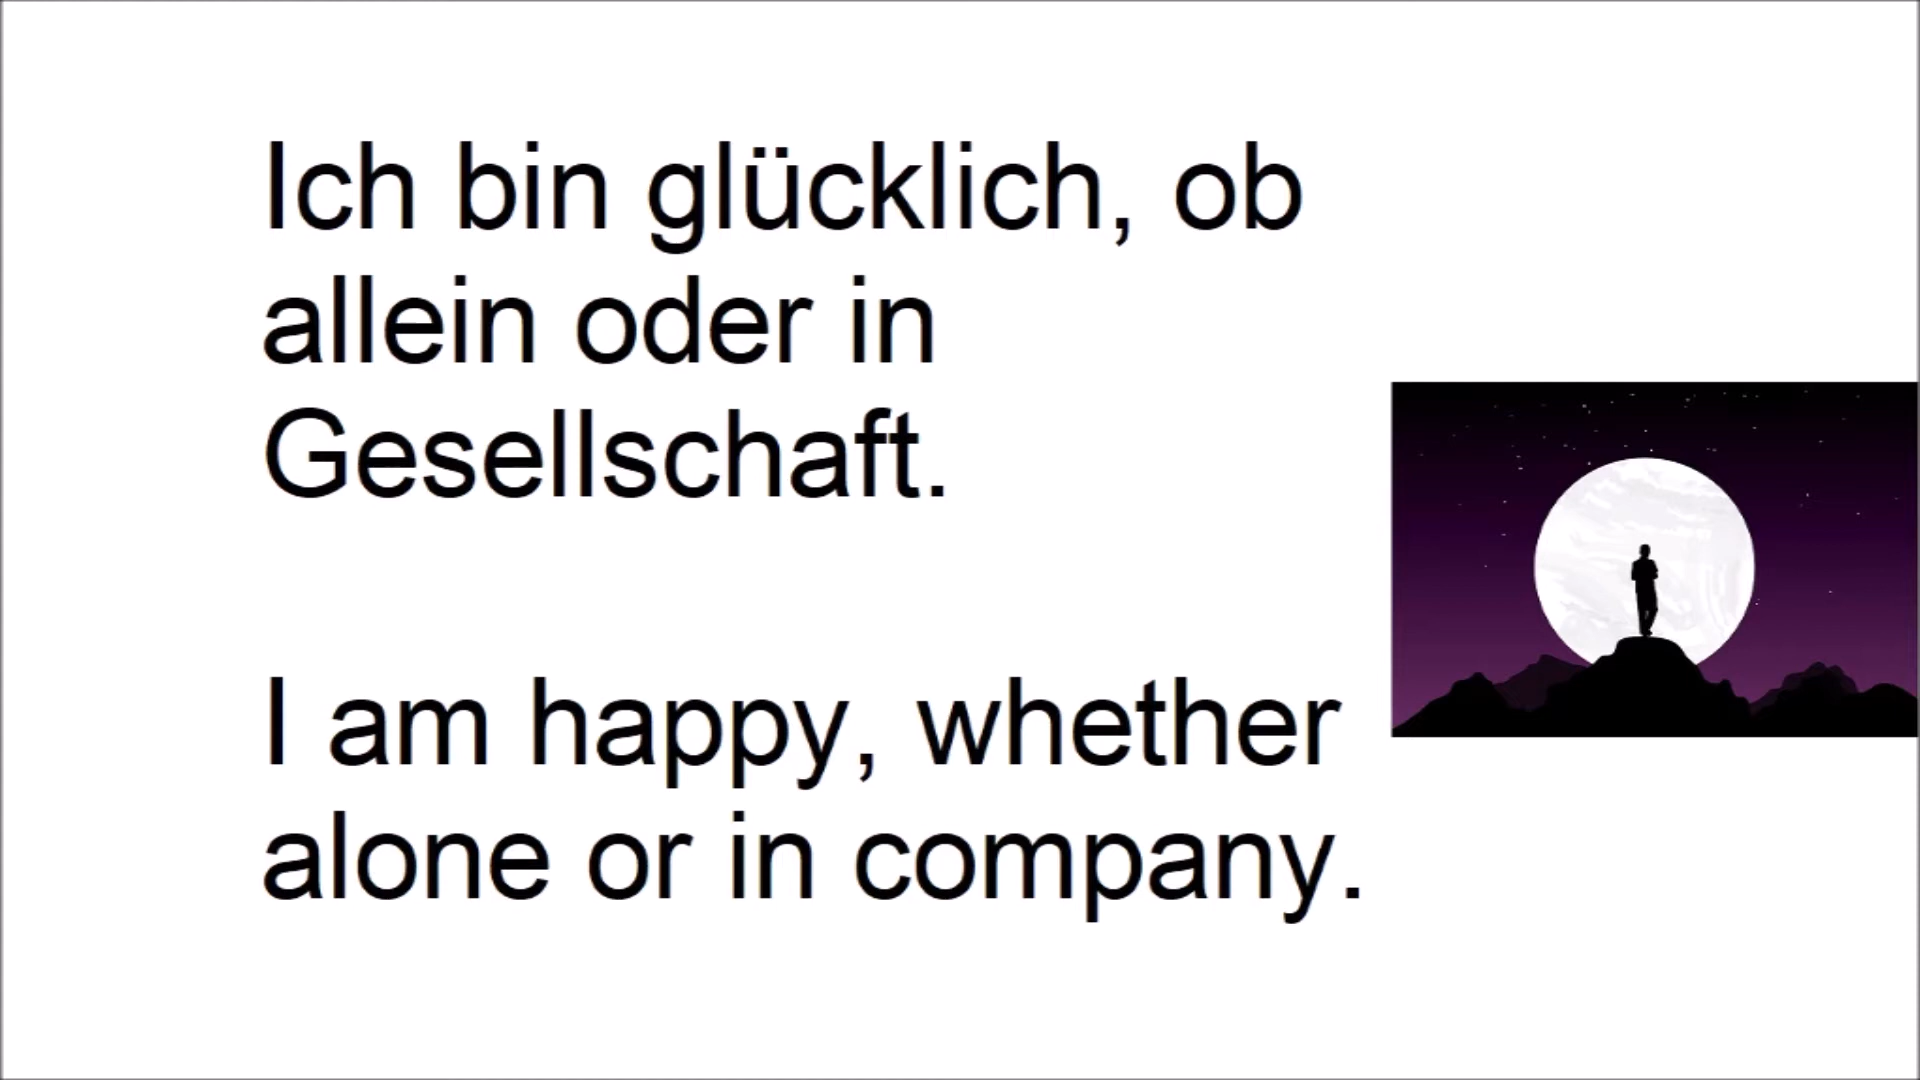 Ich bin glücklich, ob
allein oder in
Gesellschaft.
I am happy, whether
alone or in company.